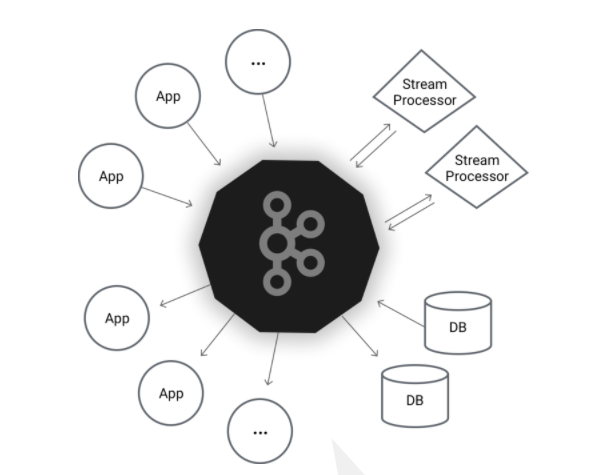 ...
App
App
Stream
Processor
Stream
Processor
App
App
...
DB
DB